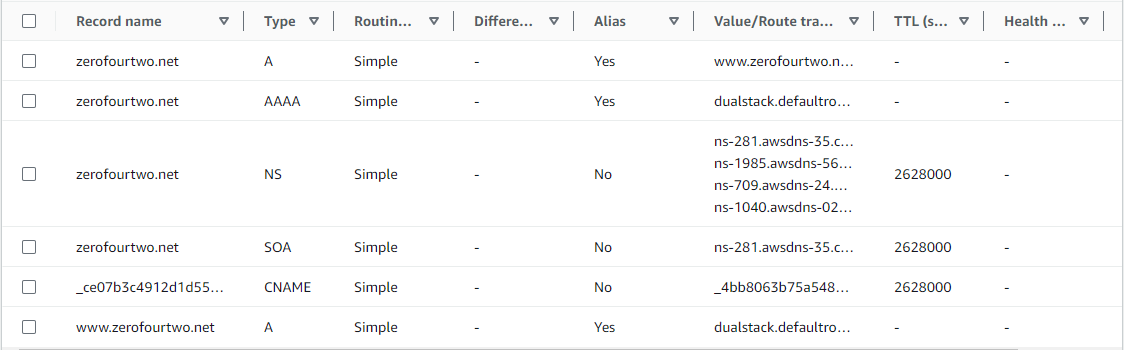 Record name Type Routin... Differe... Alias Value/Route tra... TTL (s... Health ...
zerofourtwo.net A Simple - Yes www.zerofourtwo.n... - -
zerofourtwo.net AAAA Simple - Yes dualstack.defaultro... - -
zerofourtwo.net NS Simple - No ns-281.awsdns-35.c... 2628000 -
ns-1985.awsdns-56...
ns-709.awsdns-24....
ns-1040.awsdns-02...
zerofourtwo.net SOA Simple - No ns-281.awsdns-35.c... 2628000 -
_ce07b3c4912d1d55... CNAME Simple - No _4bb8063b75a548... 2628000 -
www.zerofourtwo.net A Simple - Yes dualstack.defaultro... - -